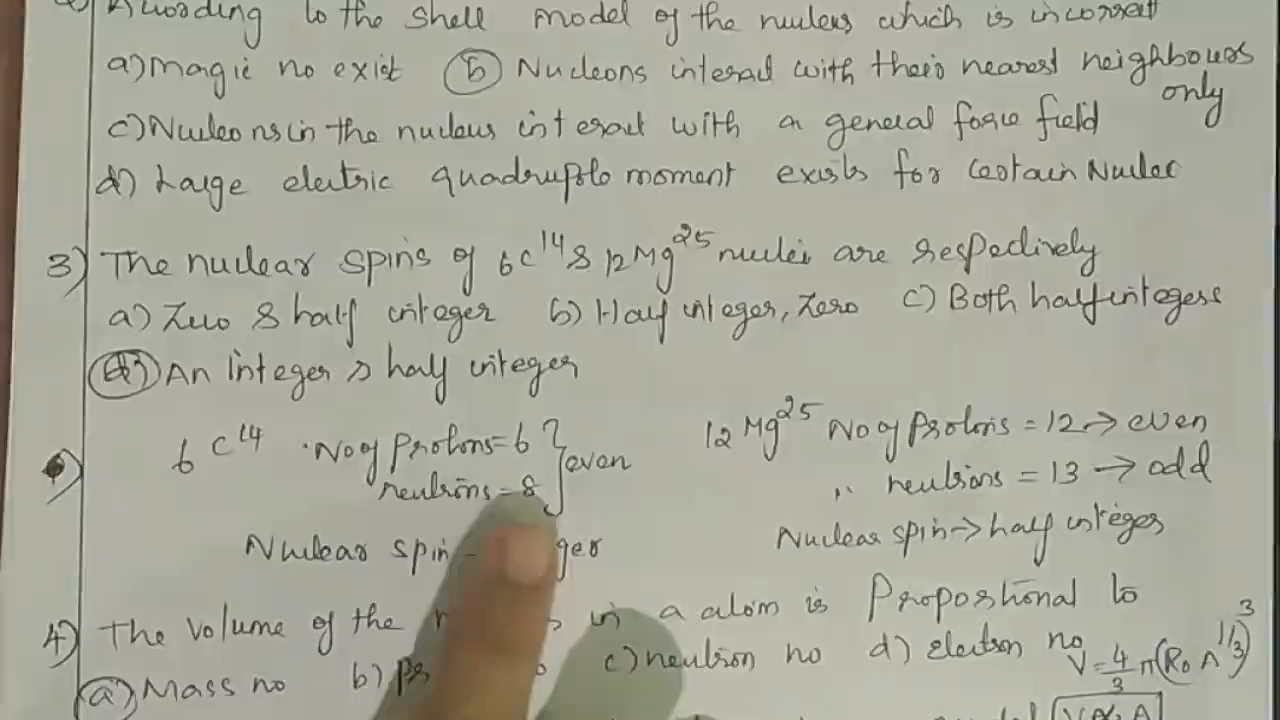 According to the shell model of the nucleus which is incorrect
a) Magic no exist (b) Nucleons interact with their nearest neighbours only
c) Nucleons in the nucleus interact with a general force field
d) Large electric quadrupole moment exists for certain Nuclei
3) The nuclear spins of ₆C¹⁴ & ₁₂Mg²⁵ nuclei are respectively
a) Zero & half integer b) Half integer, Zero c) Both half integers
(d) An integer & half integer
₆C¹⁴ No of Protons = 6 } even
neutrons = 8
Nuclear spin
₁₂Mg²⁵ No of Protons = 12 → even
,, neutrons = 13 → odd
Nuclear spin → half integer
4) The volume of the in a atom is Proportional to
(a) Mass no b) c) neutron no d) electron no
V = 4/3 π (R₀ A^1/3)³
V ∝ A